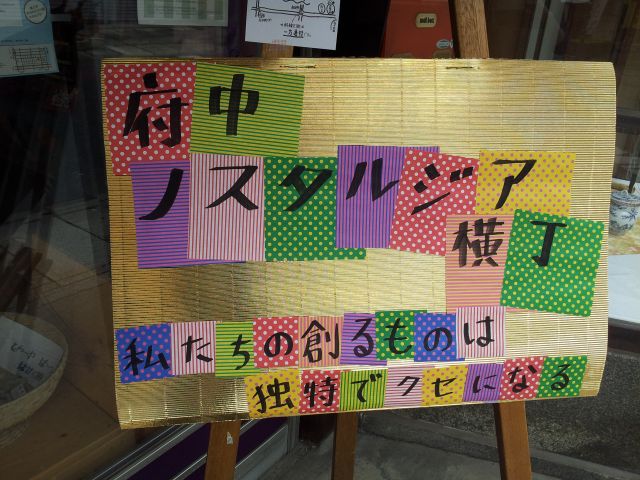 府中
ノスタルジア
横丁
私たちの創るものは
独特でクセになる